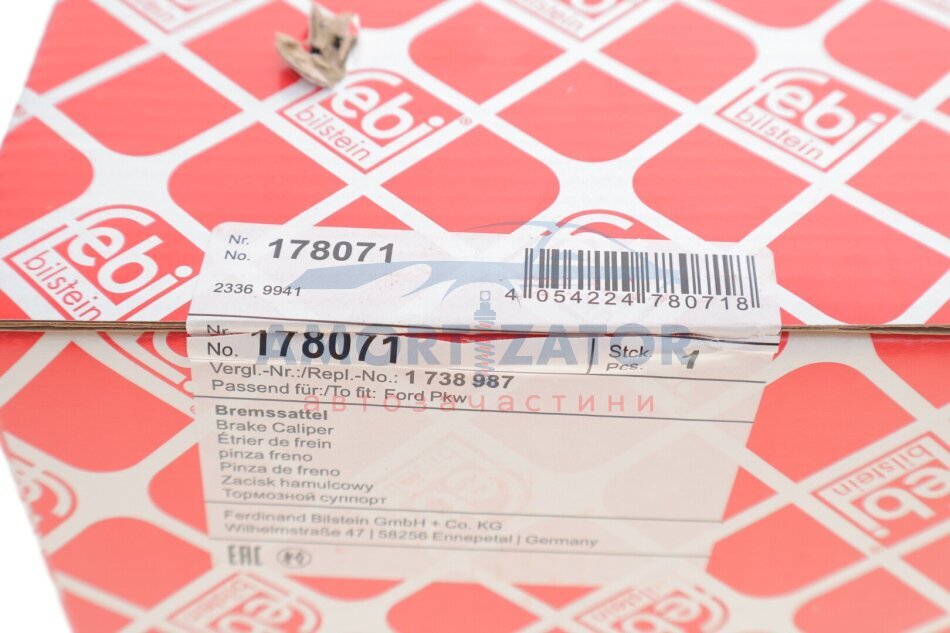 febi
bilstein
febi
bilstein
febi
bilstein
Nr.
No. 178071
2336 9941
4 054224 780718
AMORTIZATOR
автозапчастини
Nr.
No. 178071
Stck.
Pcs. 1
Vergl.-Nr.:/Repl.-No.: 1 738 987
Passend für:/To fit: Ford Pkw
Bremssattel
Brake Caliper
Étrier de frein
pinza freno
Pinza de freno
Zacisk hamulcowy
Тормозной суппорт
Ferdinand Bilstein GmbH + Co. KG
Wilhelmstraße 47 | 58256 Ennepetal | Germany
EAC
febi
bilstein
febi
bilstein